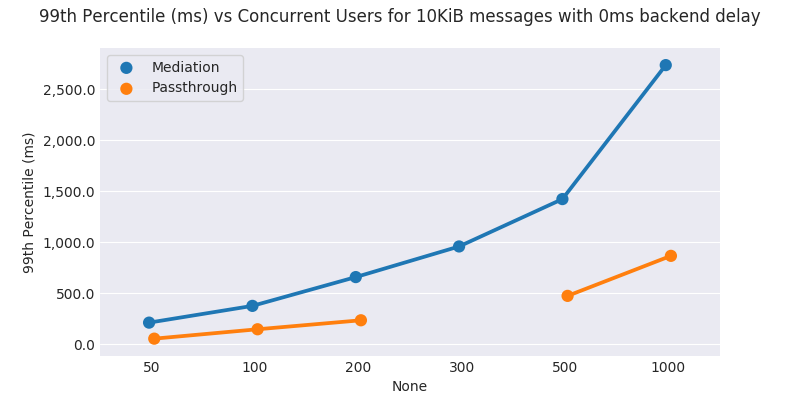 99th Percentile (ms) vs Concurrent Users for 10KiB messages with 0ms backend delay
Mediation
Passthrough
99th Percentile (ms)
2,500.0
2,000.0
1,500.0
1,000.0
500.0
0.0
50 100 200 300 500 1000
None